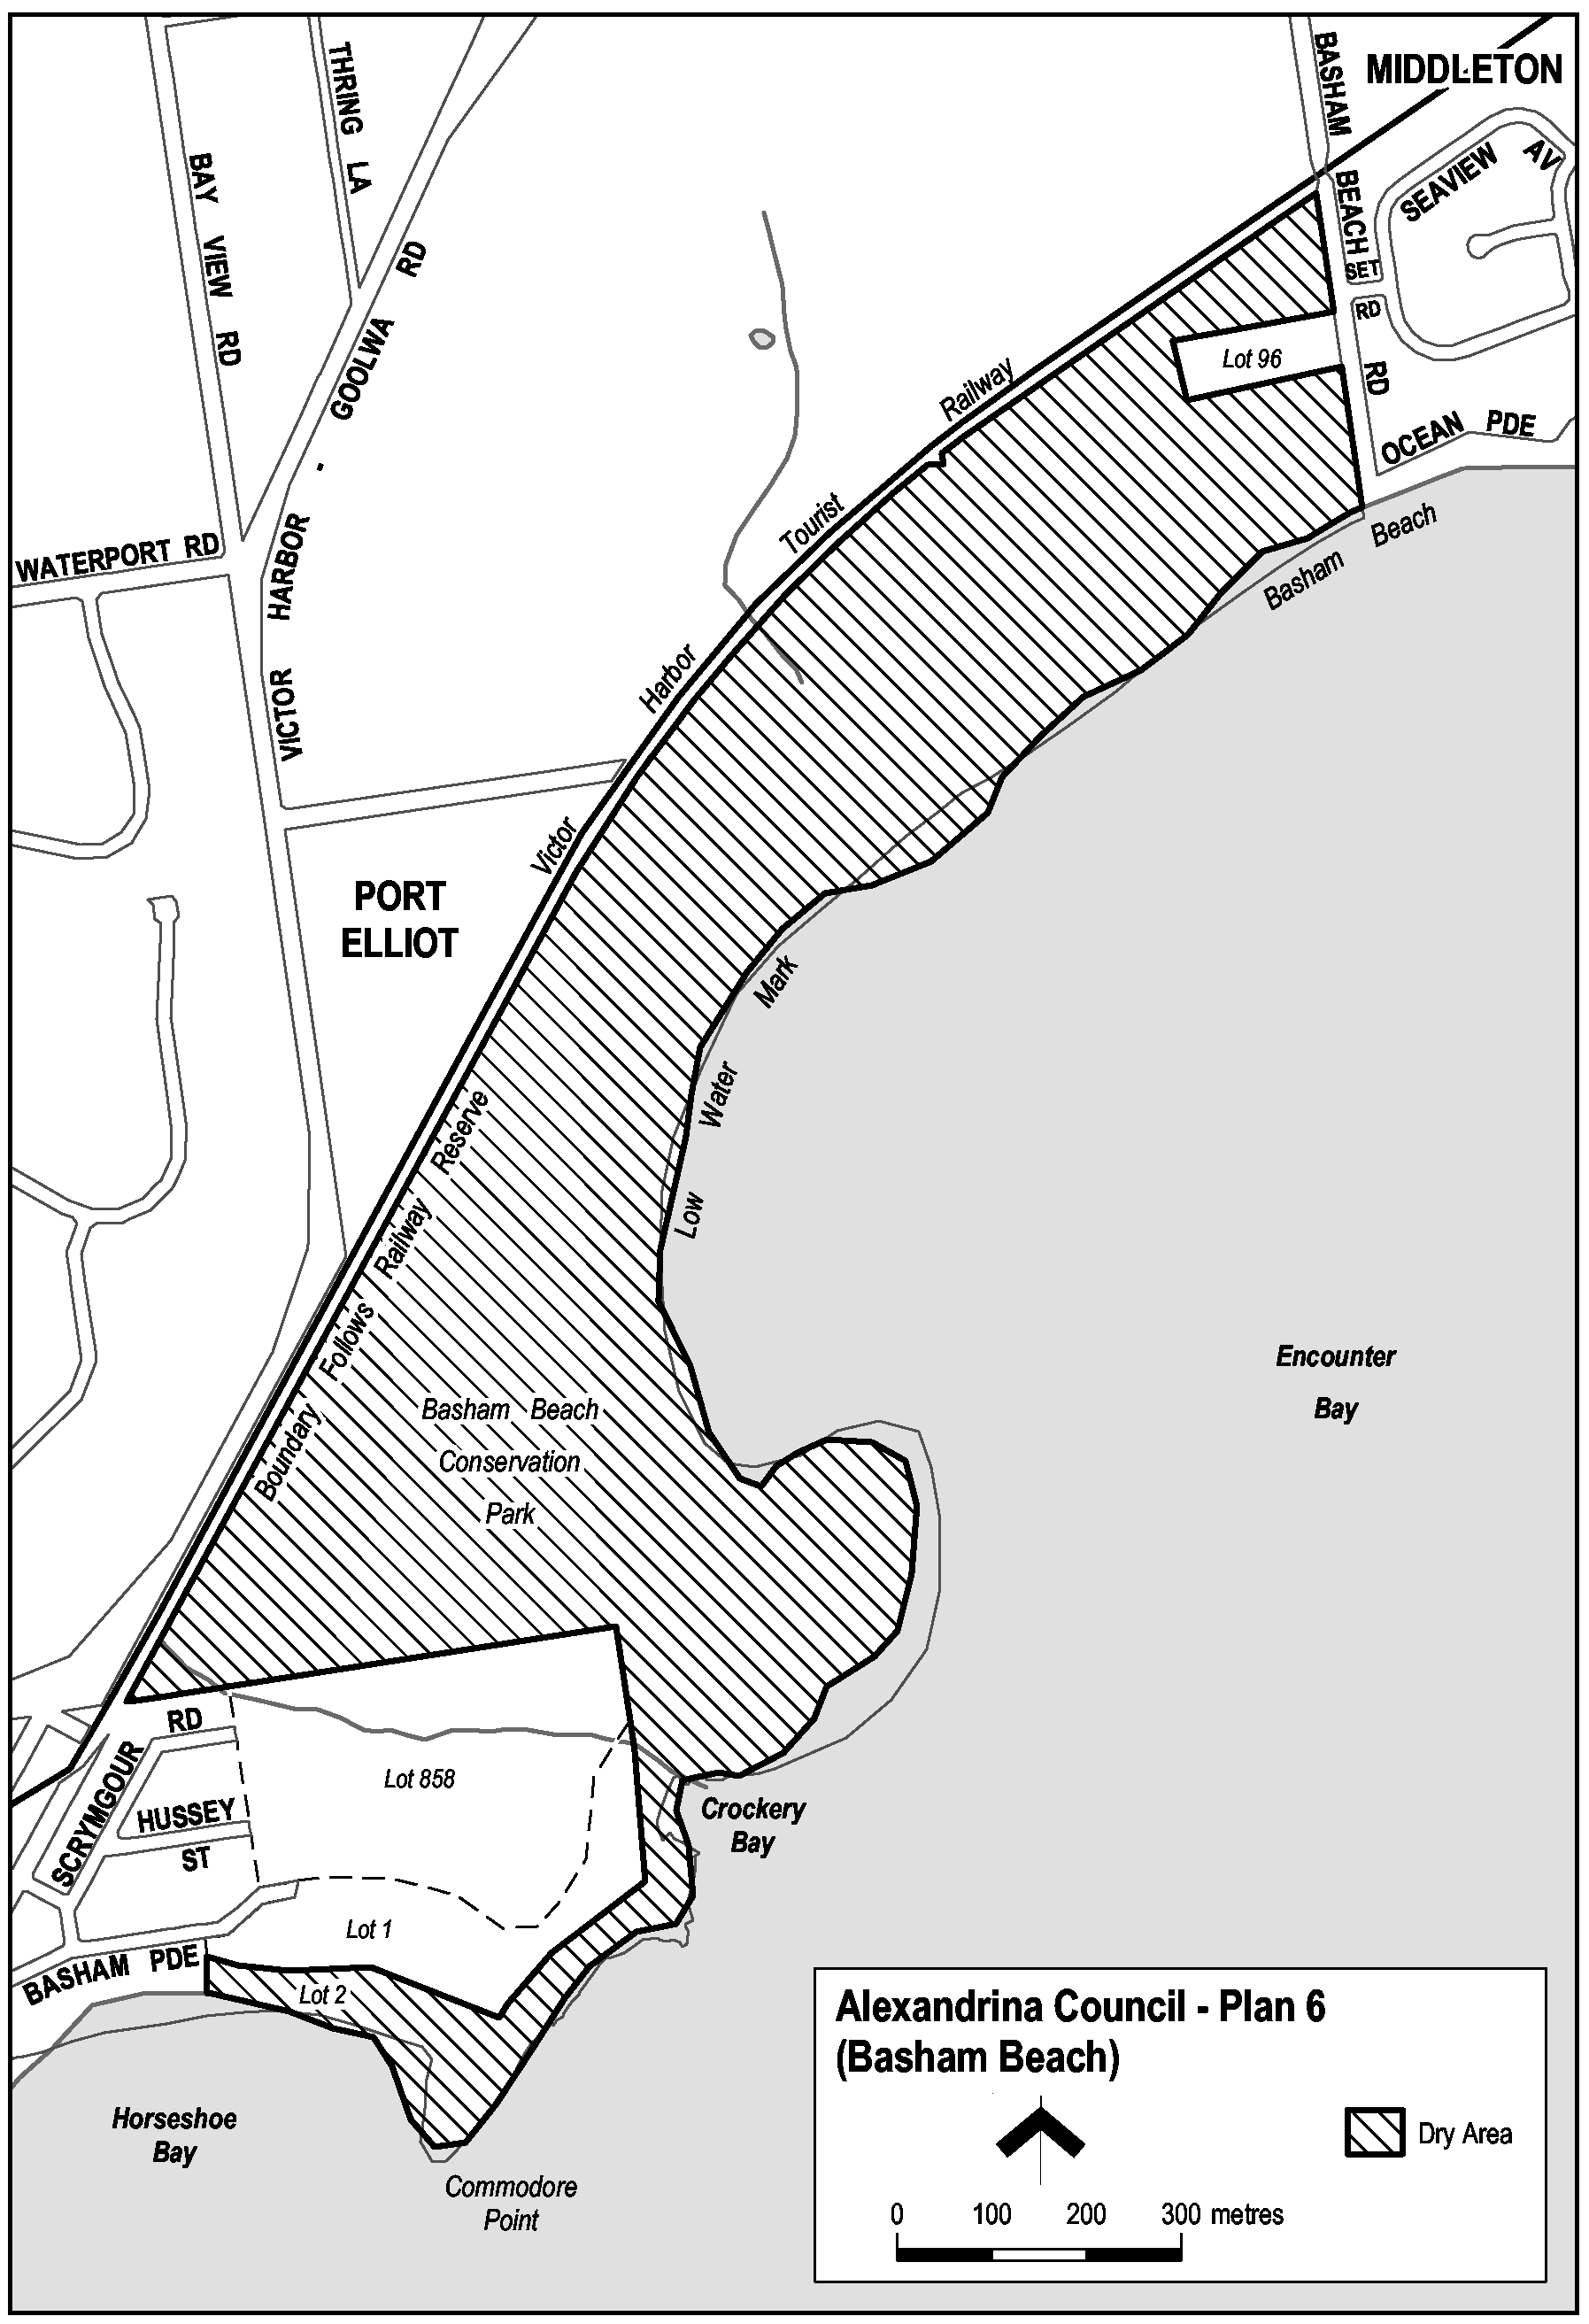 MIDDLETON
THRING LA
BAY VIEW RD
VICTOR HARBOR - GOOLWA RD
WATERPORT RD
BASHAM BEACH RD
SEAVIEW AV
SET
RD
OCEAN PDE
Lot 96
Basham Beach
Victor Harbor Tourist Railway
PORT
ELLIOT
Low Water Mark
Boundary Follows Railway Reserve
Encounter
Bay
Basham Beach
Conservation
Park
SCRYMGOUR RD
HUSSEY
ST
Lot 858
Crockery
Bay
Lot 1
BASHAM PDE
Lot 2
Horseshoe
Bay
Commodore
Point
Alexandrina Council - Plan 6
(Basham Beach)
Dry Area
0 100 200 300 metres